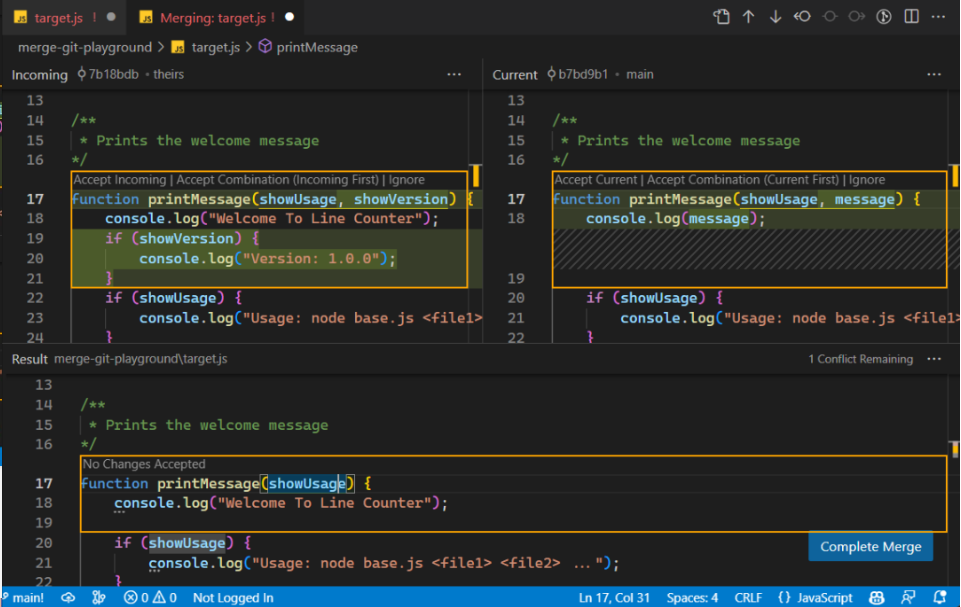 JS target.js !
JS Merging: target.js !
merge-git-playground > JS target.js > printMessage
Incoming 7b18bdb • theirs ...
13
14 /**
15 * Prints the welcome message
16 */
Accept Incoming | Accept Combination (Incoming First) | Ignore
17 function printMessage(showUsage, showVersion) {
18 console.log("Welcome To Line Counter");
19 if (showVersion) {
20 console.log("Version: 1.0.0");
21 }
22 if (showUsage) {
23 console.log("Usage: node base.js <file1>
24 }
Current b7bd9b1 • main ...
13
14 /**
15 * Prints the welcome message
16 */
Accept Current | Accept Combination (Current First) | Ignore
17 function printMessage(showUsage, message) {
18 console.log(message);
19
20 if (showUsage) {
21 console.log("Usage: node base.js <file1>
22 }
Result merge-git-playground\target.js 1 Conflict Remaining ...
13
14 /**
15 * Prints the welcome message
16 */
No Changes Accepted
17 function printMessage(showUsage) {
18 console.log("Welcome To Line Counter");
19
20 if (showUsage) {
21 console.log("Usage: node base.js <file1> <file2> ...");
22 }
Complete Merge
main! 0 0 Not Logged In Ln 17, Col 31 Spaces: 4 CRLF {} JavaScript